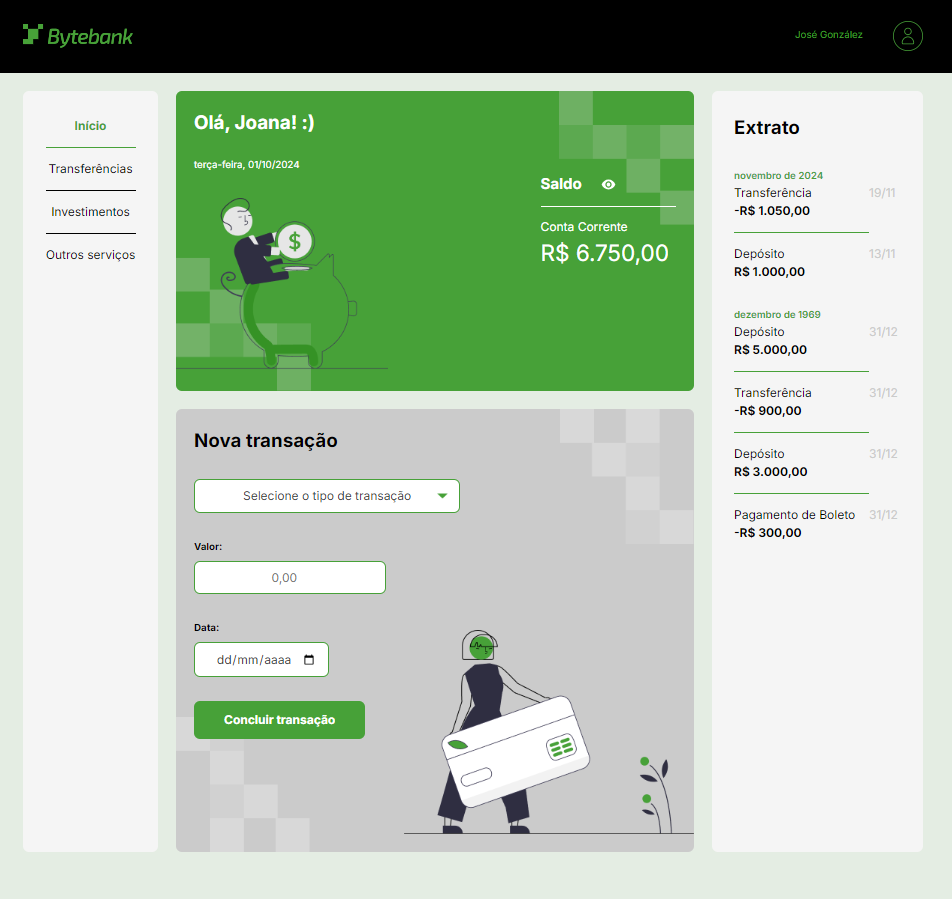 Bytebank
José González
Início
Transferências
Investimentos
Outros serviços
Olá, Joana! :)
terça-feira, 01/10/2024
Saldo
Conta Corrente
R$ 6.750,00
$
Nova transação
Selecione o tipo de transação
Valor:
0,00
Data:
dd/mm/aaaa
Concluir transação
Extrato
novembro de 2024
Transferência 19/11
-R$ 1.050,00
Depósito 13/11
R$ 1.000,00
dezembro de 1969
Depósito 31/12
R$ 5.000,00
Transferência 31/12
-R$ 900,00
Depósito 31/12
R$ 3.000,00
Pagamento de Boleto 31/12
-R$ 300,00